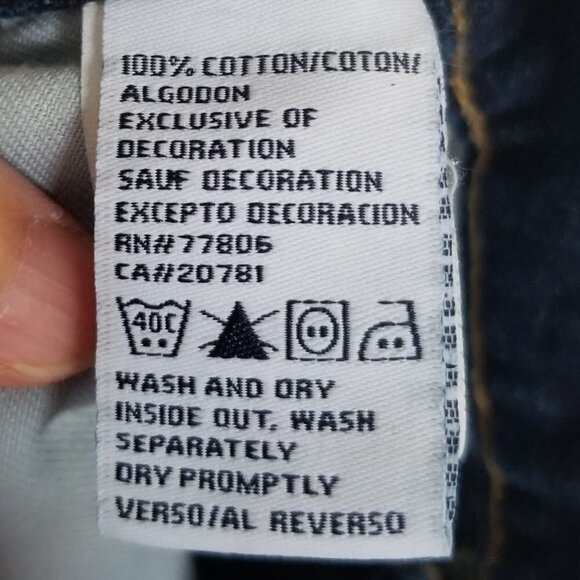 100% COTTON/COTON/
ALGODON
EXCLUSIVE OF
DECORATION
SAUF DECORATION
EXCEPTO DECORACION
RN#77806
CA#20781
40C
WASH AND DRY
INSIDE OUT. WASH
SEPARATELY
DRY PROMPTLY
VERSO/AL REVERSO